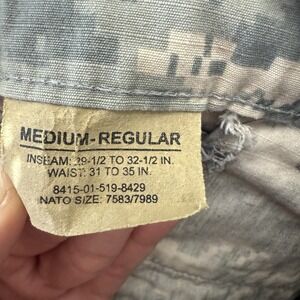 MEDIUM-REGULAR
INSEAM: 29-1/2 TO 32-1/2 IN.
WAIST: 31 TO 35 IN.
8415-01-519-8429
NATO SIZE: 7583/7989